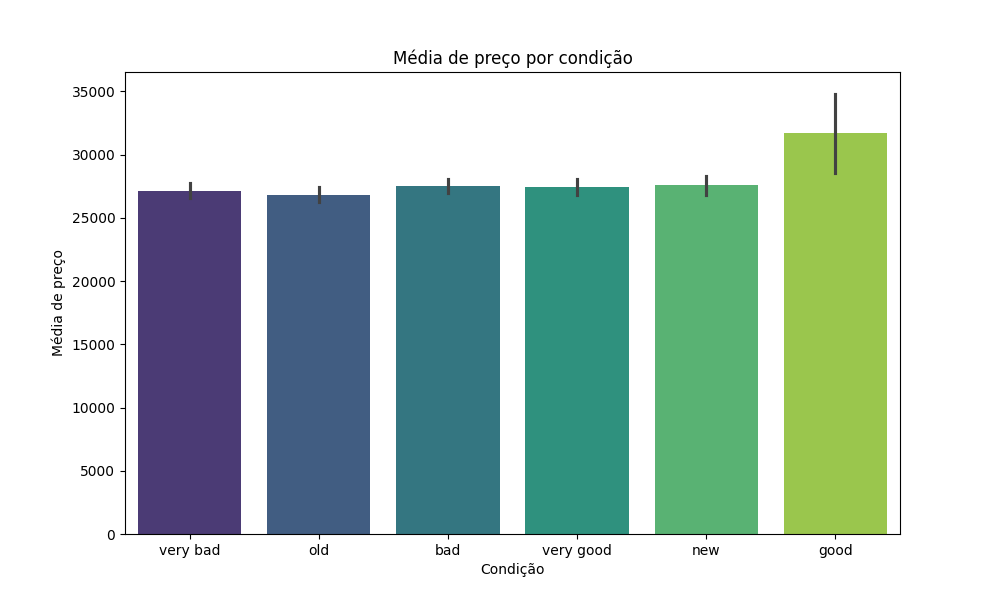 Média de preço por condição
Média de preço
35000
30000
25000
20000
15000
10000
5000
0
very bad old bad very good new good
Condição